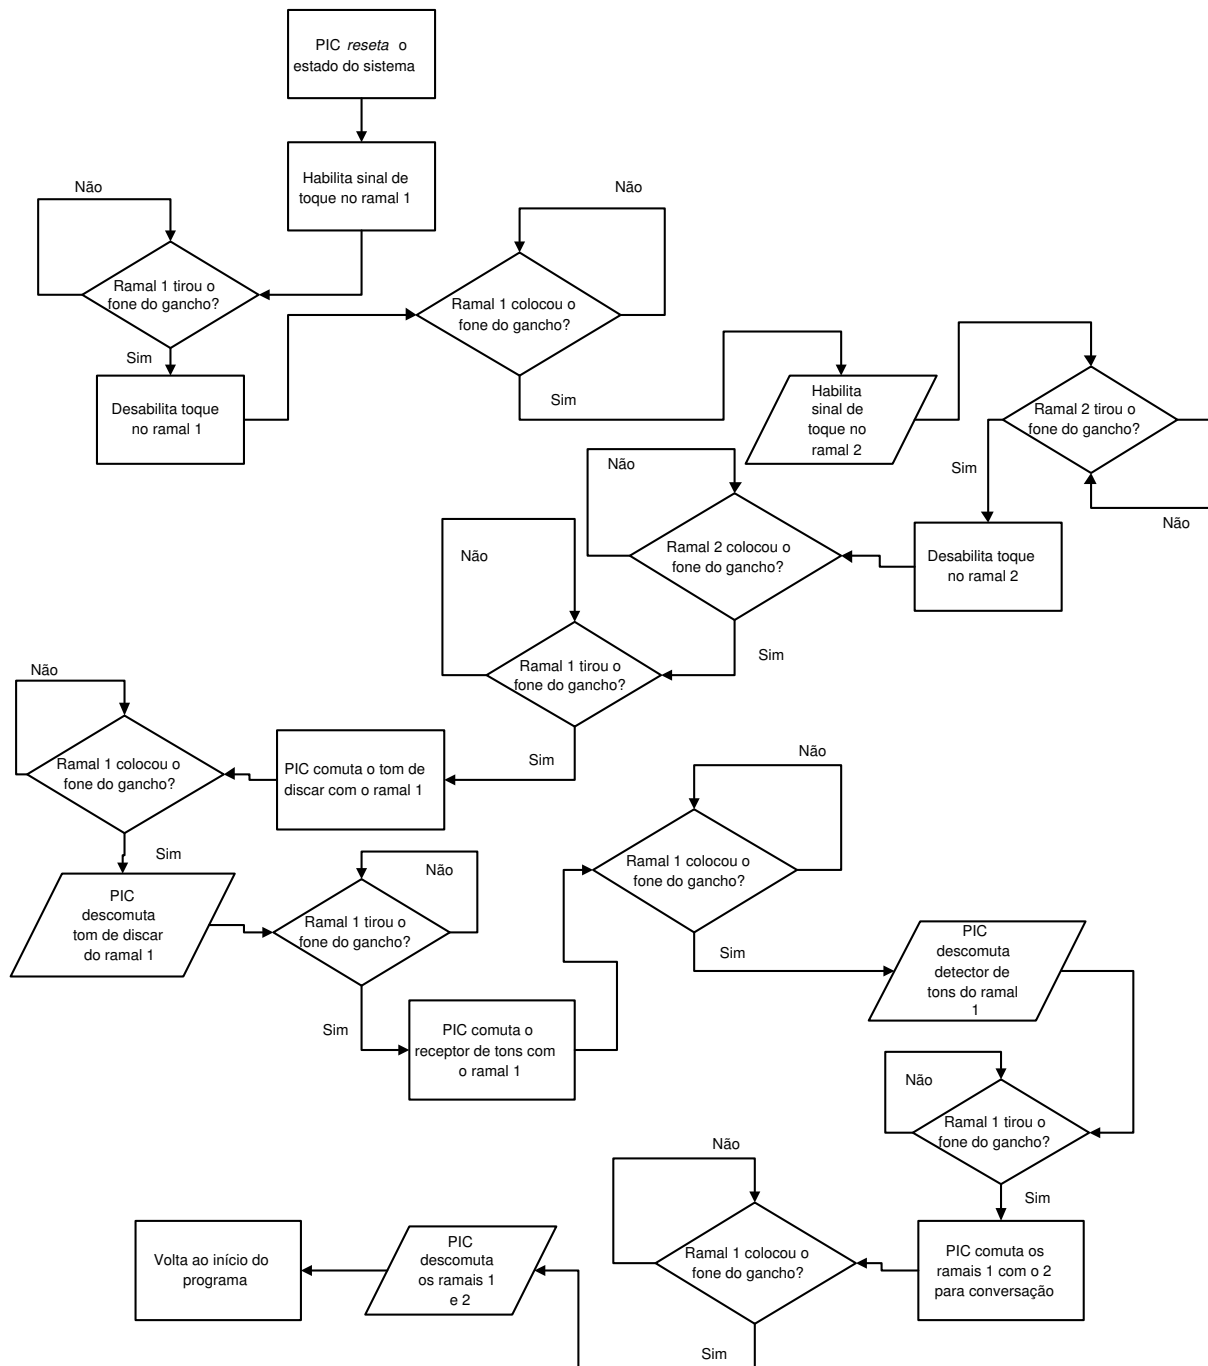 PIC reseta o
estado do sistema
Habilita sinal de
toque no ramal 1
Não
Ramal 1 tirou o
fone do gancho?
Sim
Desabilita toque
no ramal 1
Não
Ramal 1 colocou o
fone do gancho?
Sim
Habilita
sinal de
toque no
ramal 2
Ramal 2 tirou o
fone do gancho?
Não
Sim
Desabilita toque
no ramal 2
Não
Ramal 2 colocou o
fone do gancho?
Sim
Não
Ramal 1 tirou o
fone do gancho?
Sim
PIC comuta o tom de
discar com o ramal 1
Não
Ramal 1 colocou o
fone do gancho?
Sim
PIC
descomuta
tom de discar
do ramal 1
Não
Ramal 1 tirou o
fone do gancho?
Sim
PIC comuta o
receptor de tons com
o ramal 1
Não
Ramal 1 colocou o
fone do gancho?
Sim
PIC
descomuta
detector de
tons do ramal
1
Não
Ramal 1 tirou o
fone do gancho?
Sim
PIC comuta os
ramais 1 com o 2
para conversação
Não
Ramal 1 colocou o
fone do gancho?
Sim
PIC
descomuta
os ramais 1
e 2
Volta ao início do
programa